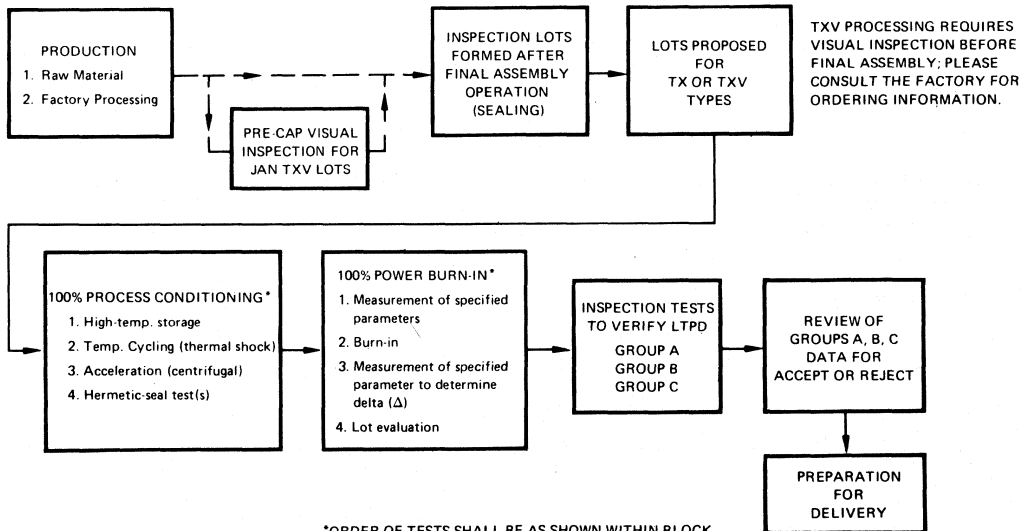 PRODUCTION
1. Raw Material
2. Factory Processing
PRE-CAP VISUAL
INSPECTION FOR
JAN TXV LOTS
INSPECTION LOTS
FORMED AFTER
FINAL ASSEMBLY
OPERATION
(SEALING)
LOTS PROPOSED
FOR
TX OR TXV
TYPES
TXV PROCESSING REQUIRES
VISUAL INSPECTION BEFORE
FINAL ASSEMBLY; PLEASE
CONSULT THE FACTORY FOR
ORDERING INFORMATION.
100% PROCESS CONDITIONING*
1. High-temp. storage
2. Temp. Cycling (thermal shock)
3. Acceleration (centrifugal)
4. Hermetic-seal test(s)
100% POWER BURN-IN*
1. Measurement of specified
parameters
2. Burn-in
3. Measurement of specified
parameter to determine
delta (Δ)
4. Lot evaluation
INSPECTION TESTS
TO VERIFY LTPD
GROUP A
GROUP B
GROUP C
REVIEW OF
GROUPS A, B, C
DATA FOR
ACCEPT OR REJECT
PREPARATION
FOR
DELIVERY
*ORDER OF TESTS SHALL BE AS SHOWN WITHIN BLOCK